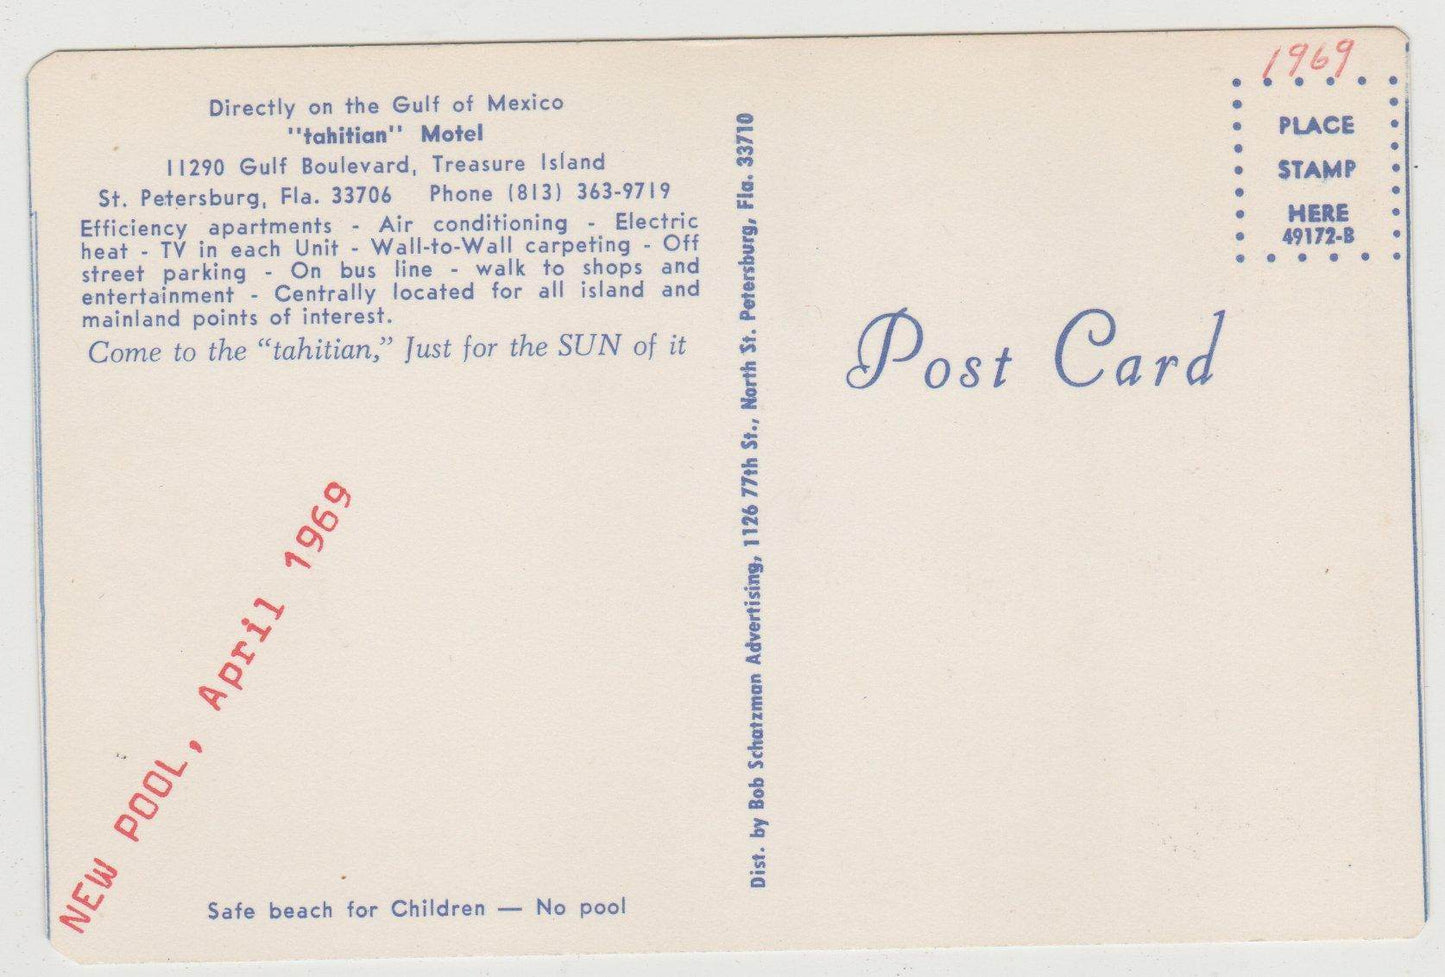 Directly on the Gulf of Mexico
"tahitian" Motel
11290 Gulf Boulevard, Treasure Island
St. Petersburg, Fla. 33706 Phone (813) 363-9719
Efficiency apartments - Air conditioning - Electric
heat - TV in each Unit - Wall-to-Wall carpeting - Off
street parking - On bus line - walk to shops and
entertainment - Centrally located for all island and
mainland points of interest.
Come to the "tahitian," Just for the SUN of it
NEW POOL, April 1969
Safe beach for Children — No pool
Dist. by Bob Schatzman Advertising, 1126 77th St., North St. Petersburg, Fla. 33710
1969
PLACE
STAMP
HERE
49172-B
Post Card